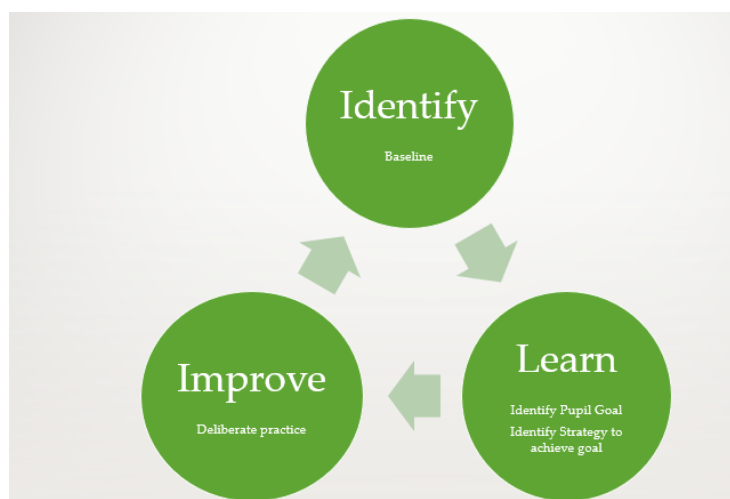 Identify
Baseline
Learn
Identify Pupil Goal
Identify Strategy to
achieve goal
Improve
Deliberate practice